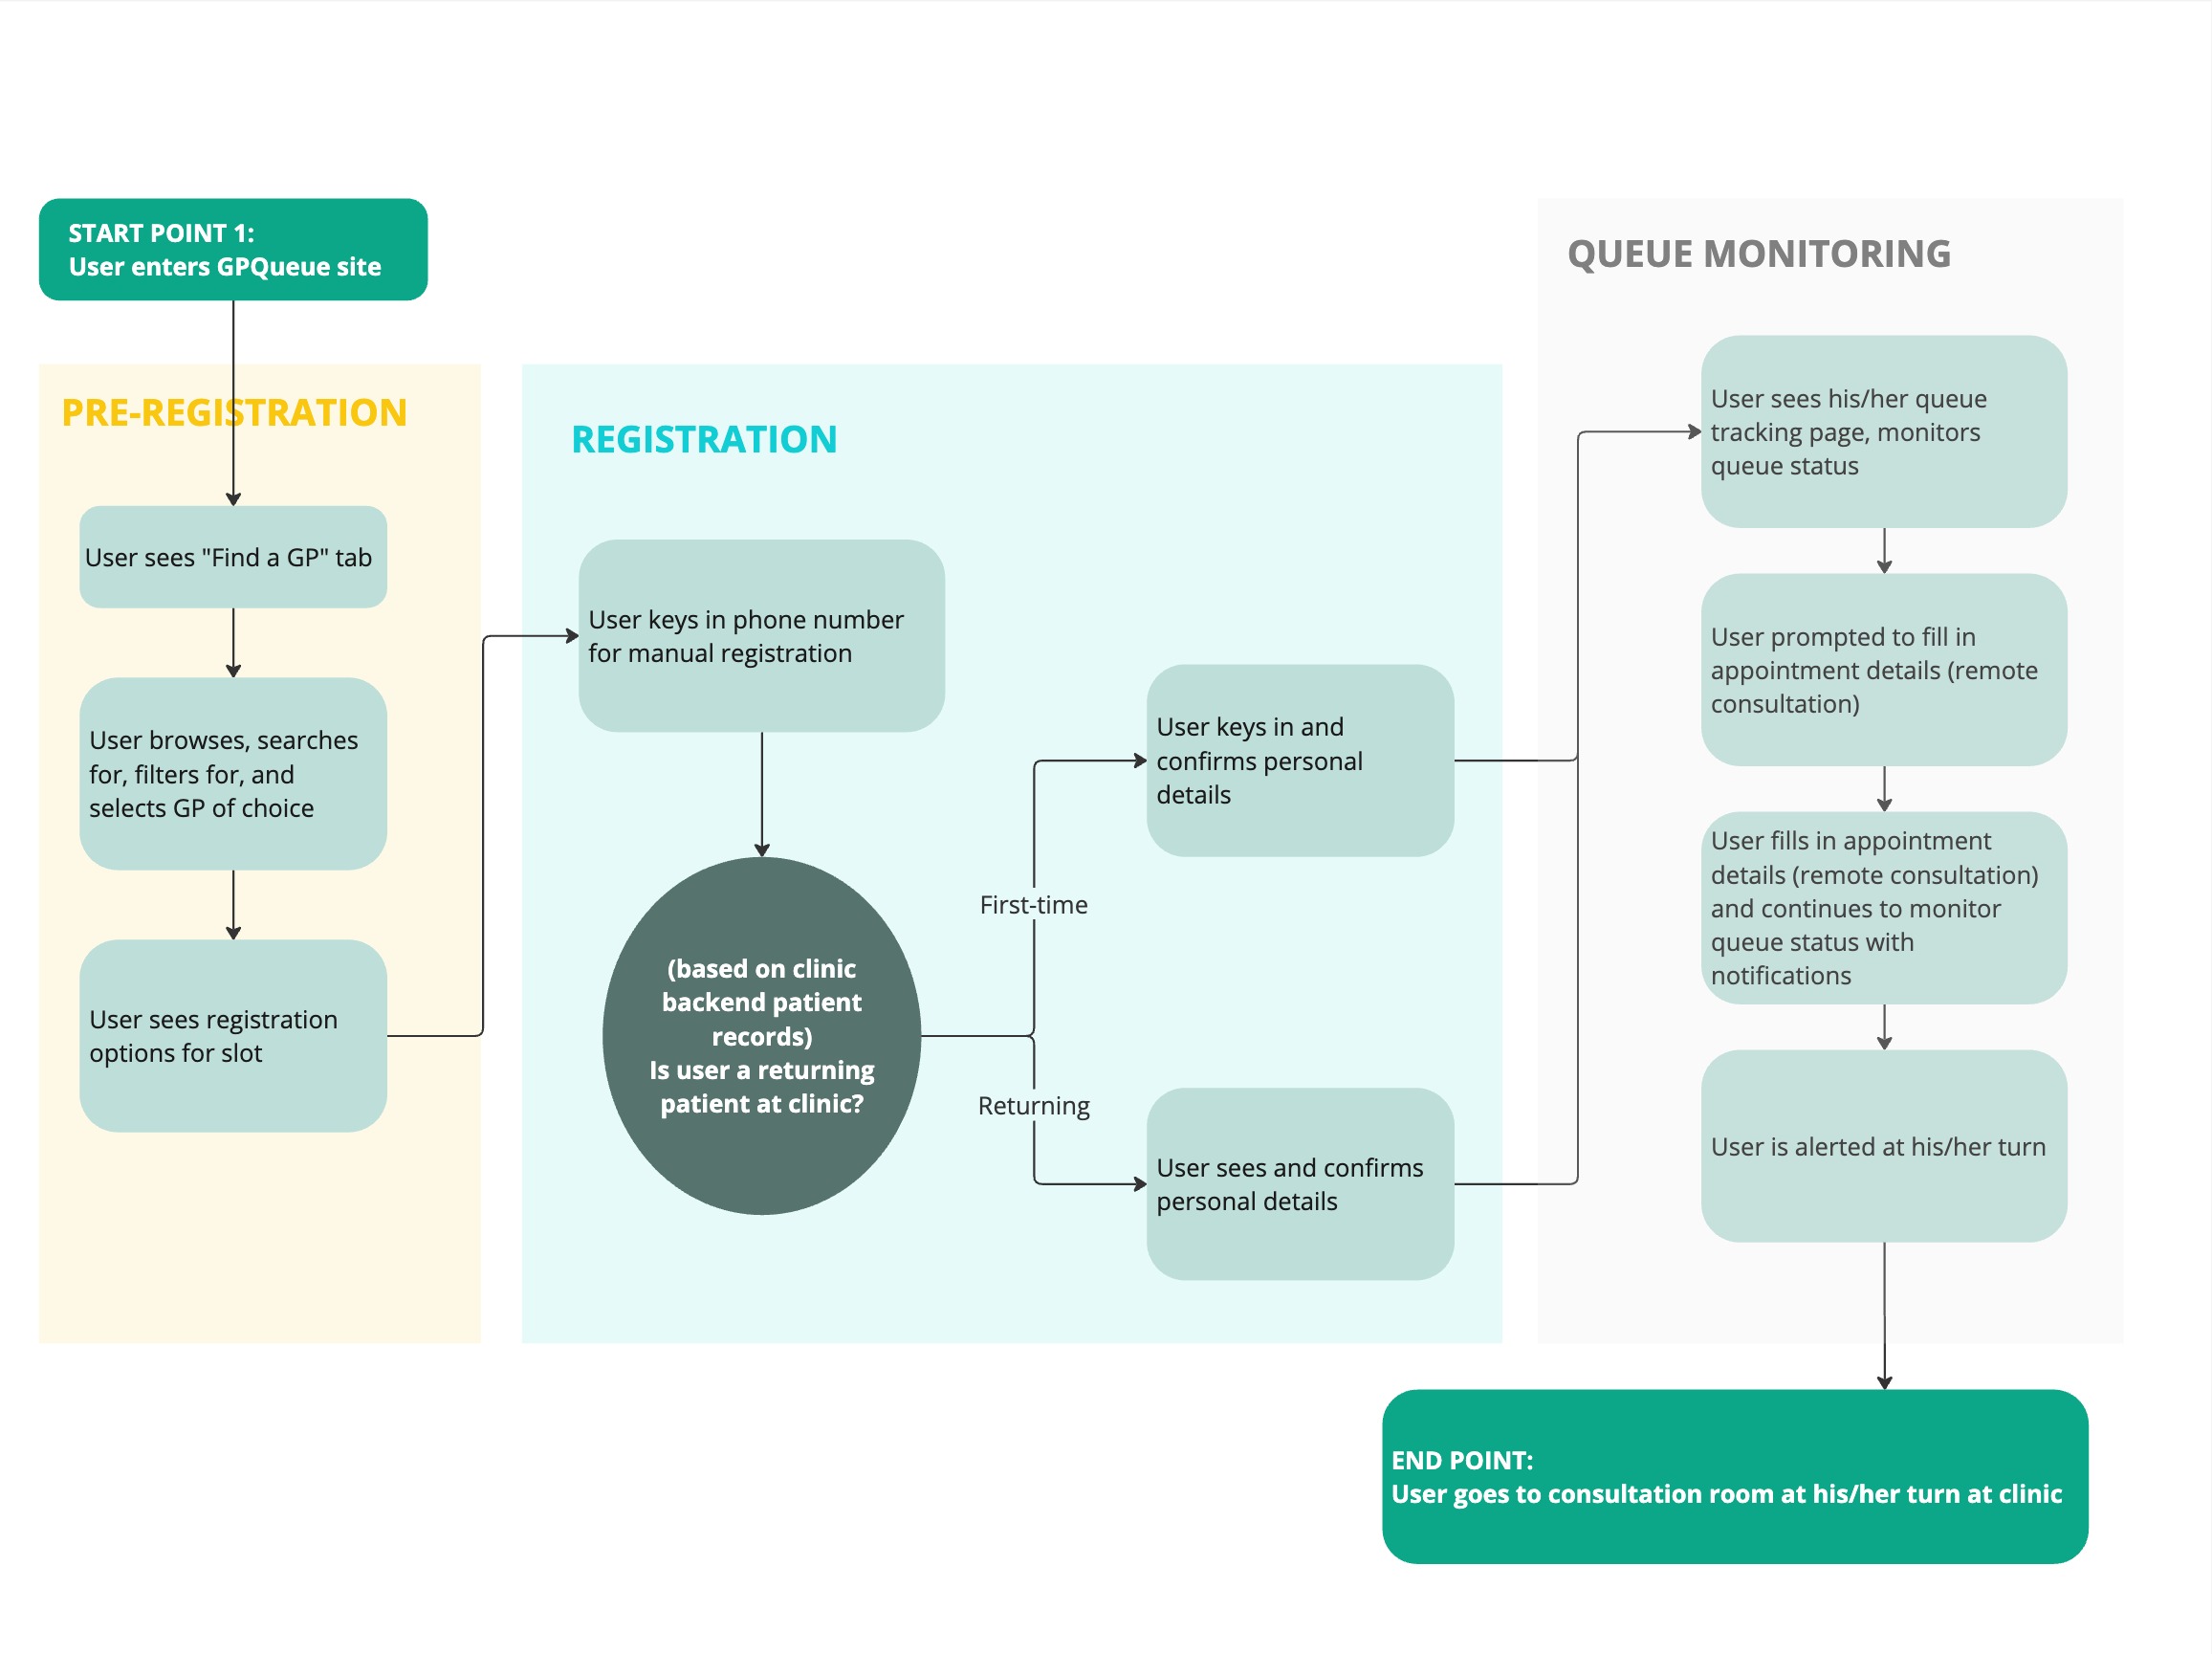 START POINT 1:
User enters GPQueue site
PRE-REGISTRATION
User sees "Find a GP" tab
User browses, searches
for, filters for, and
selects GP of choice
User sees registration
options for slot
REGISTRATION
User keys in phone number
for manual registration
(based on clinic
backend patient
records)
Is user a returning
patient at clinic?
First-time
Returning
User keys in and
confirms personal
details
User sees and confirms
personal details
QUEUE MONITORING
User sees his/her queue
tracking page, monitors
queue status
User prompted to fill in
appointment details (remote
consultation)
User fills in appointment
details (remote consultation)
and continues to monitor
queue status with
notifications
User is alerted at his/her turn
END POINT:
User goes to consultation room at his/her turn at clinic